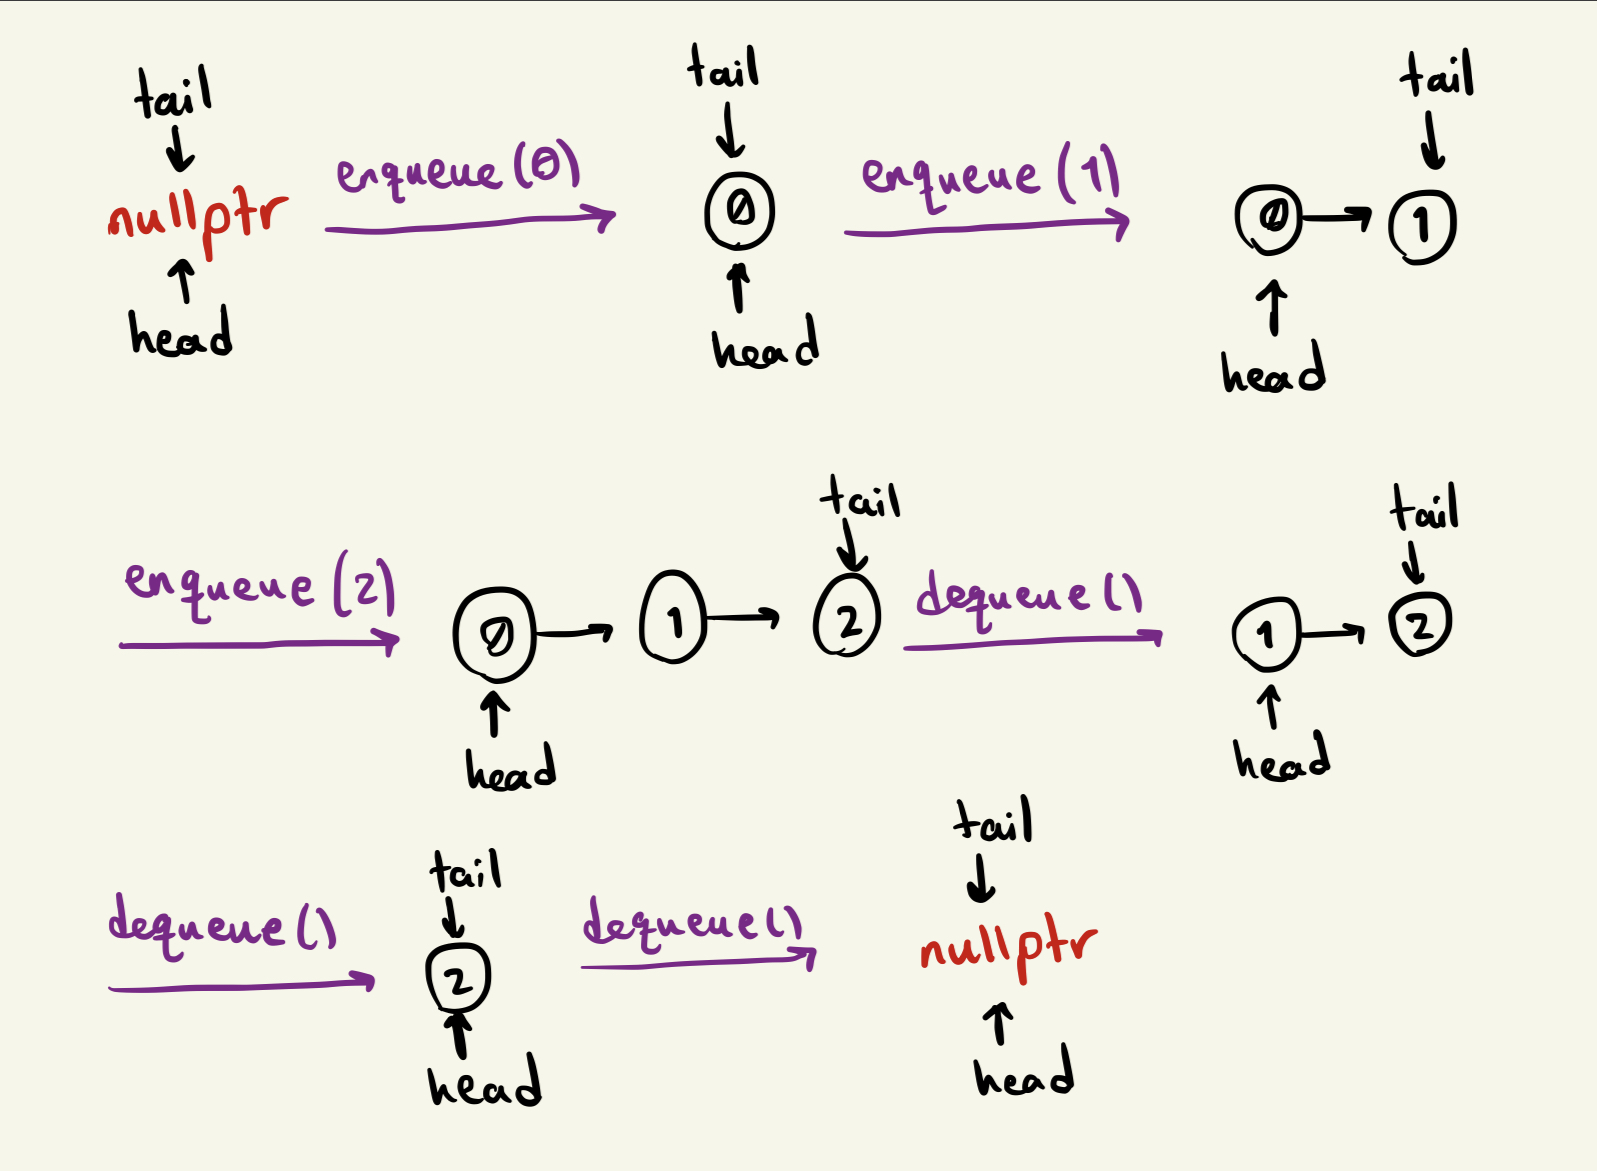 tail
nullptr
head
enqueue(0)
tail
0
head
enqueue(1)
tail
0 1
head
enqueue(2)
tail
0 1 2
head
dequeue()
tail
1 2
head
dequeue()
tail
2
head
dequeue()
tail
nullptr
head